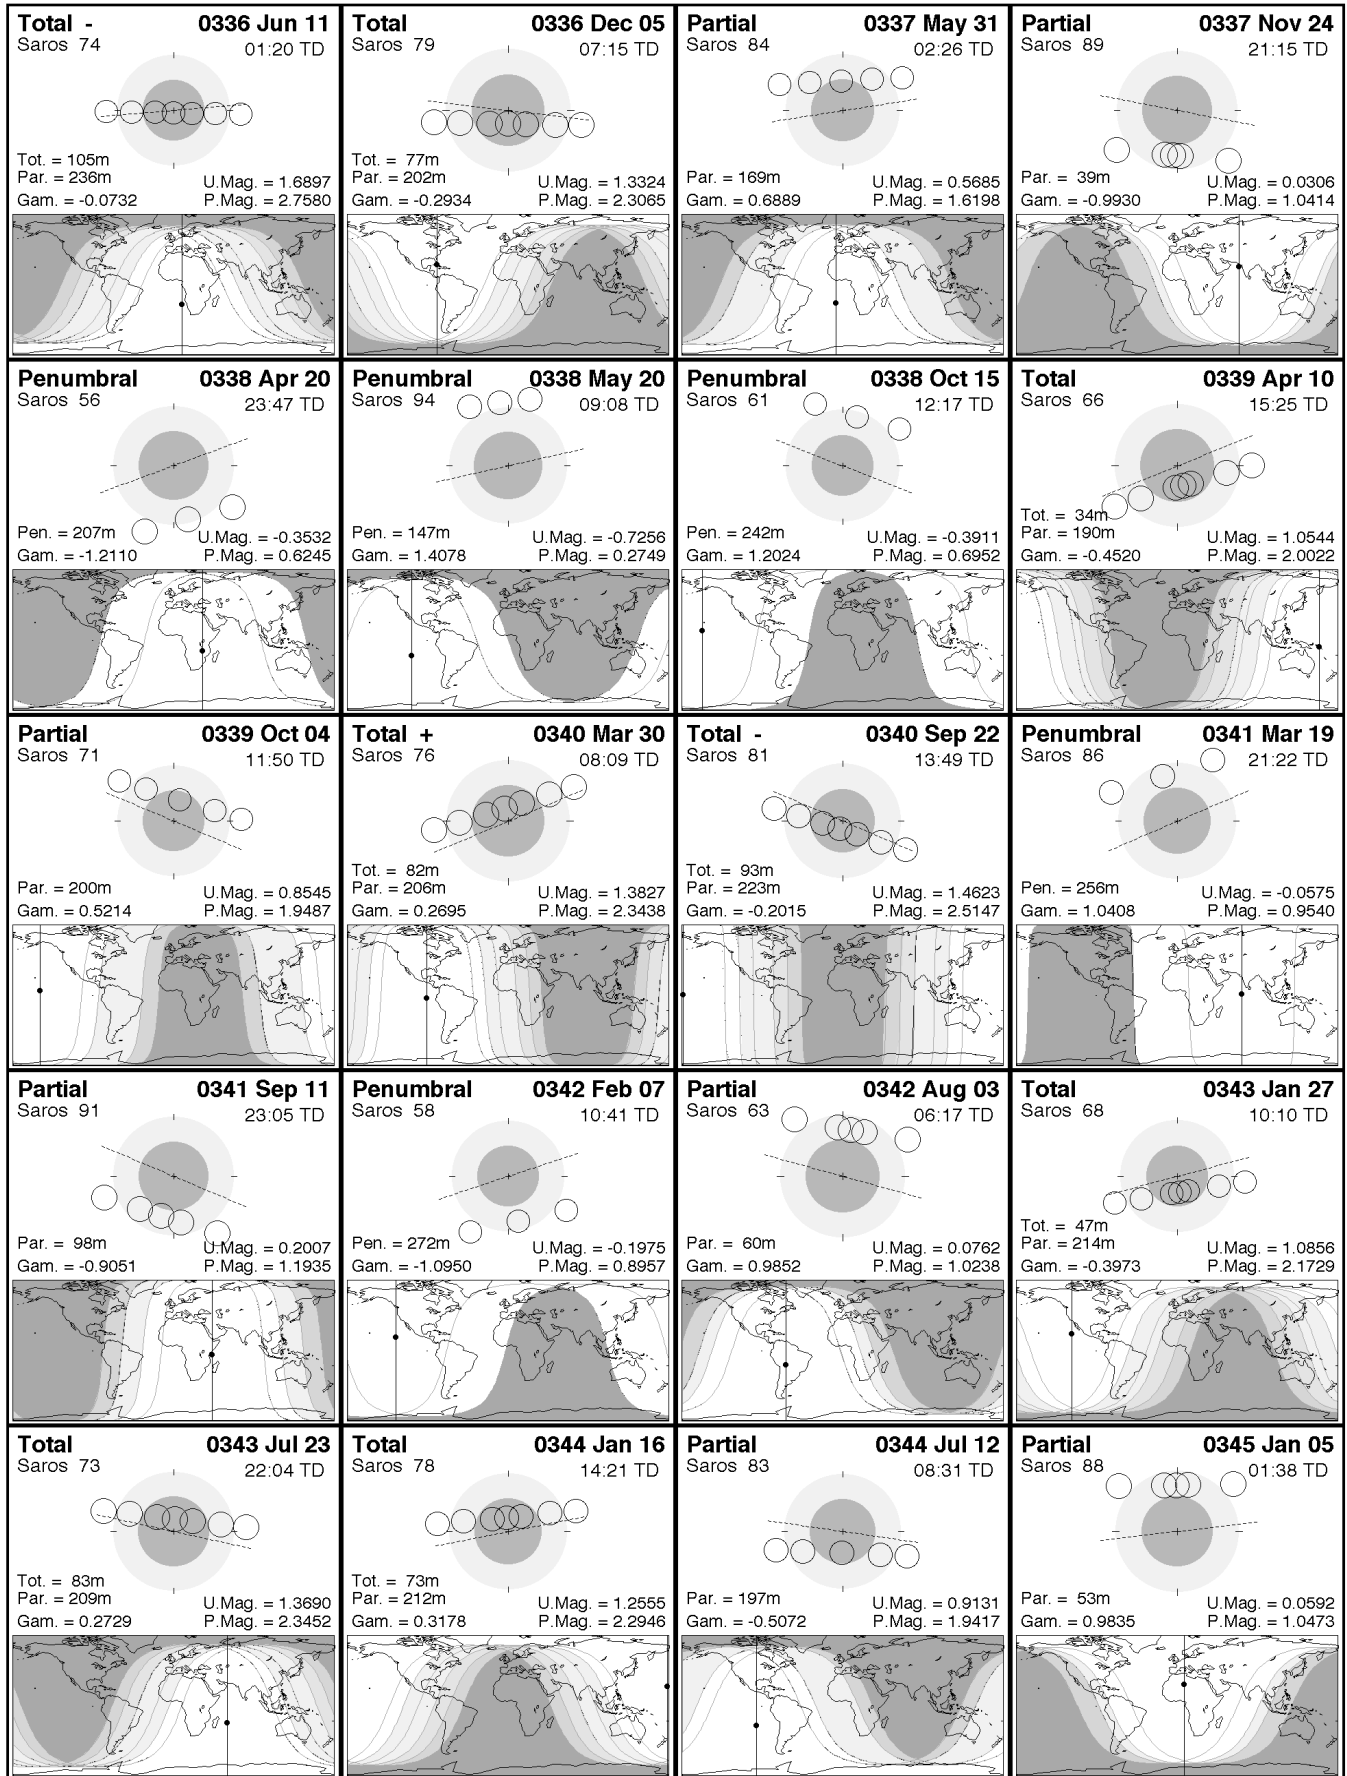 Total - 0336 Jun 11
Saros 74 01:20 TD
Tot. = 105m
Par. = 236m U.Mag. = 1.6897
Gam. = -0.0732 P.Mag. = 2.7580
Total 0336 Dec 05
Saros 79 07:15 TD
Tot. = 77m
Par. = 202m U.Mag. = 1.3324
Gam. = -0.2934 P.Mag. = 2.3065
Partial 0337 May 31
Saros 84 02:26 TD
Par. = 169m U.Mag. = 0.5685
Gam. = 0.6889 P.Mag. = 1.6198
Partial 0337 Nov 24
Saros 89 21:15 TD
Par. = 39m U.Mag. = 0.0306
Gam. = -0.9930 P.Mag. = 1.0414
Penumbral 0338 Apr 20
Saros 56 23:47 TD
Pen. = 207m U.Mag. = -0.3532
Gam. = -1.2110 P.Mag. = 0.6245
Penumbral 0338 May 20
Saros 94 09:08 TD
Pen. = 147m U.Mag. = -0.7256
Gam. = 1.4078 P.Mag. = 0.2749
Penumbral 0338 Oct 15
Saros 61 12:17 TD
Pen. = 242m U.Mag. = -0.3911
Gam. = 1.2024 P.Mag. = 0.6952
Total 0339 Apr 10
Saros 66 15:25 TD
Tot. = 34m
Par. = 190m U.Mag. = 1.0544
Gam. = -0.4520 P.Mag. = 2.0022
Partial 0339 Oct 04
Saros 71 11:50 TD
Par. = 200m U.Mag. = 0.8545
Gam. = 0.5214 P.Mag. = 1.9487
Total + 0340 Mar 30
Saros 76 08:09 TD
Tot. = 82m
Par. = 206m U.Mag. = 1.3827
Gam. = 0.2695 P.Mag. = 2.3438
Total - 0340 Sep 22
Saros 81 13:49 TD
Tot. = 93m
Par. = 223m U.Mag. = 1.4623
Gam. = -0.2015 P.Mag. = 2.5147
Penumbral 0341 Mar 19
Saros 86 21:22 TD
Pen. = 256m U.Mag. = -0.0575
Gam. = 1.0408 P.Mag. = 0.9540
Partial 0341 Sep 11
Saros 91 23:05 TD
Par. = 98m U.Mag. = 0.2007
Gam. = -0.9051 P.Mag. = 1.1935
Penumbral 0342 Feb 07
Saros 58 10:41 TD
Pen. = 272m U.Mag. = -0.1975
Gam. = -1.0950 P.Mag. = 0.8957
Partial 0342 Aug 03
Saros 63 06:17 TD
Par. = 60m U.Mag. = 0.0762
Gam. = 0.9852 P.Mag. = 1.0238
Total 0343 Jan 27
Saros 68 10:10 TD
Tot. = 47m
Par. = 214m U.Mag. = 1.0856
Gam. = -0.3973 P.Mag. = 2.1729
Total 0343 Jul 23
Saros 73 22:04 TD
Tot. = 83m
Par. = 209m U.Mag. = 1.3690
Gam. = 0.2729 P.Mag. = 2.3452
Total 0344 Jan 16
Saros 78 14:21 TD
Tot. = 73m
Par. = 212m U.Mag. = 1.2555
Gam. = 0.3178 P.Mag. = 2.2946
Partial 0344 Jul 12
Saros 83 08:31 TD
Par. = 197m U.Mag. = 0.9131
Gam. = -0.5072 P.Mag. = 1.9417
Partial 0345 Jan 05
Saros 88 01:38 TD
Par. = 53m U.Mag. = 0.0592
Gam. = 0.9835 P.Mag. = 1.0473